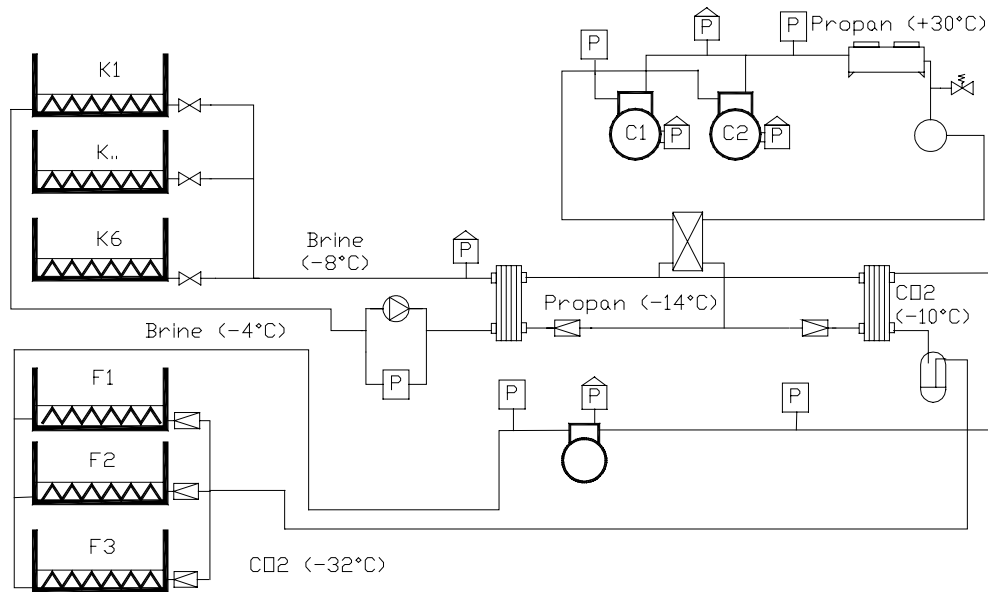 P
P
P
Propan (+30°C)
K1
C1
P
C2
P
K..
K6
Brine
(-8°C)
P
Propan (-14°C)
CO2
(-10°C)
Brine (-4°C)
P
F1
P
P
P
F2
F3
CO2 (-32°C)